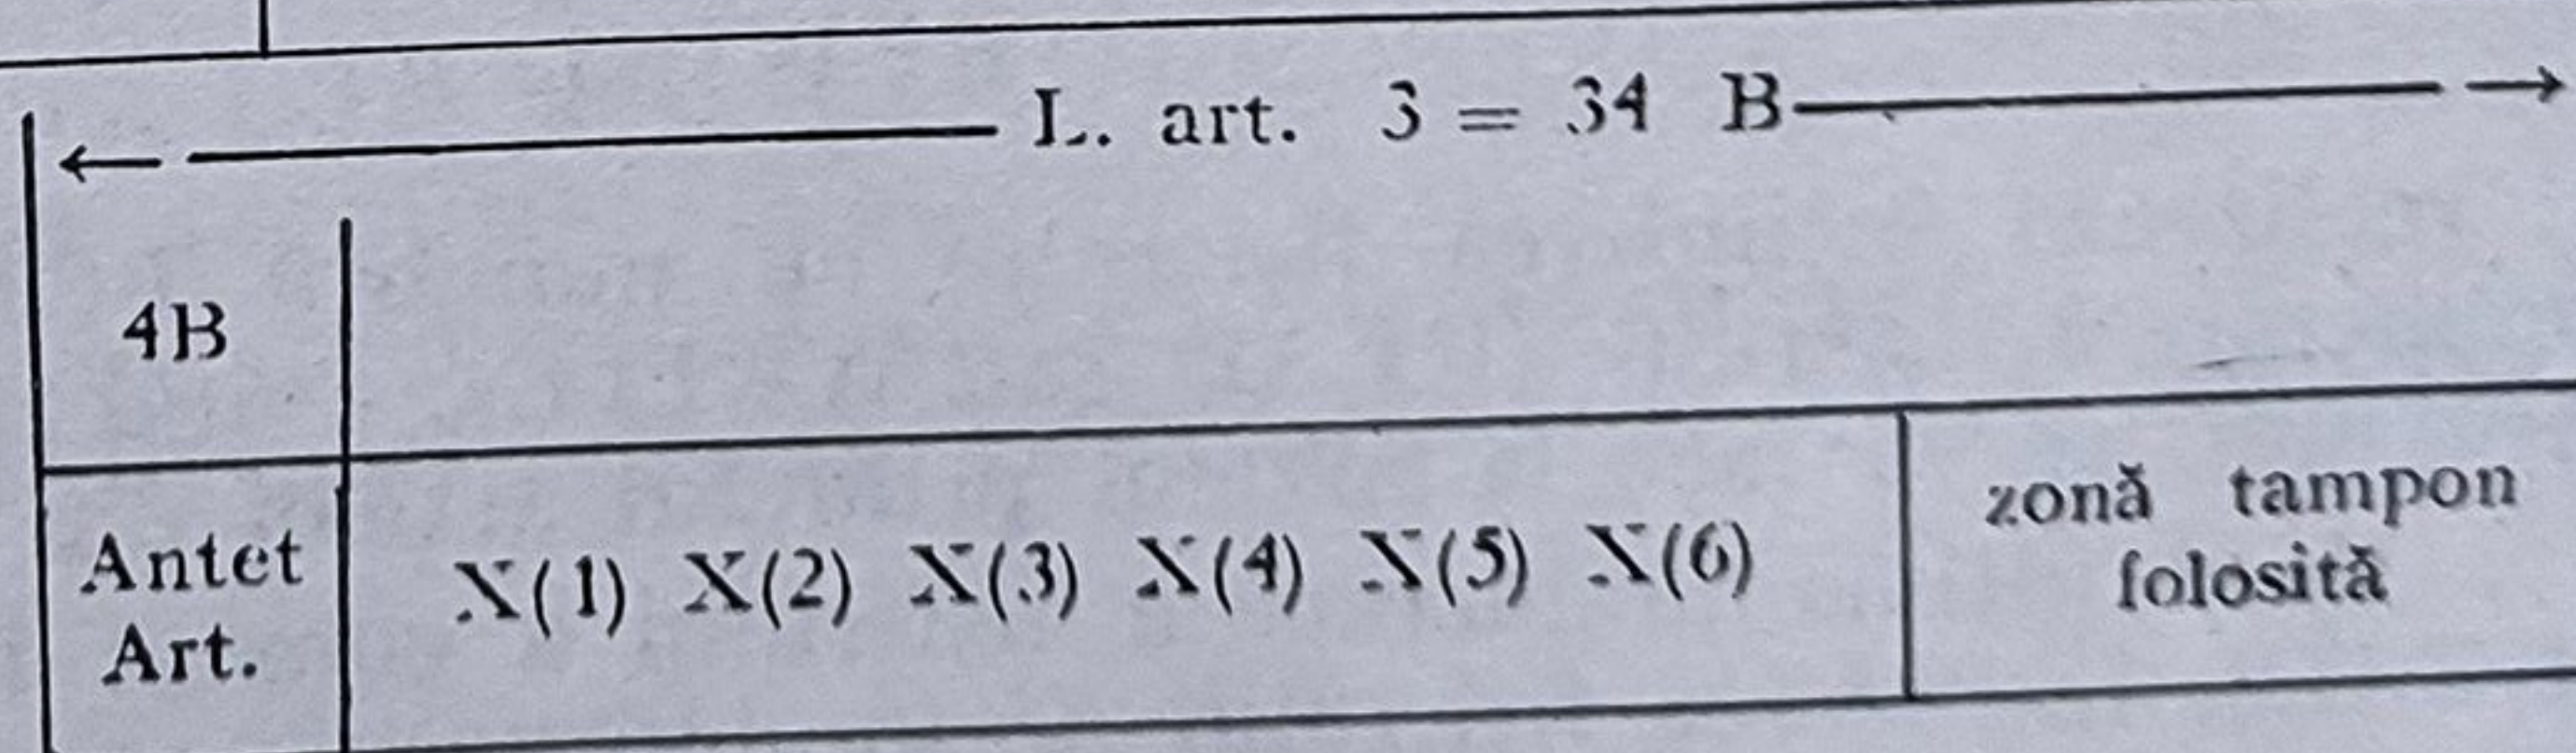 L. art. 3 = 34 B
4B
Antet
Art.
X(1) X(2) X(3) X(4) X(5) X(6)
zonă tampon
folosită